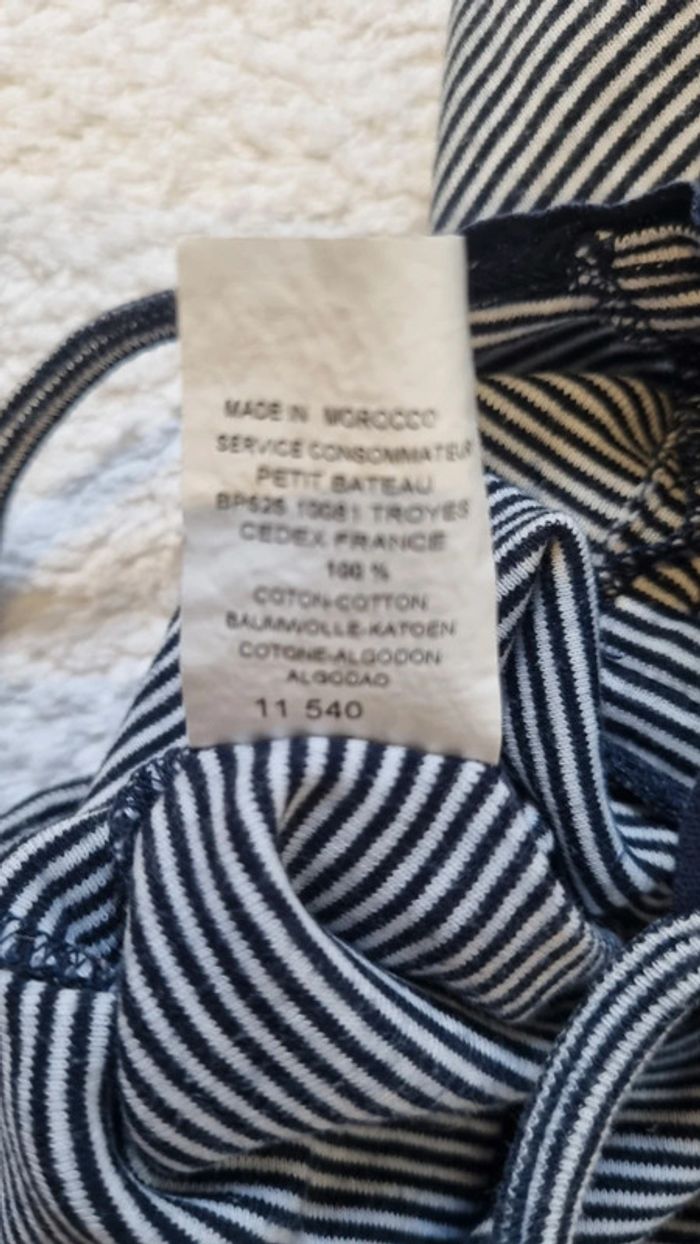 MADE IN MOROCCO
SERVICE CONSOMMATEUR
PETIT BATEAU
BP525 10081 TROYES
CEDEX FRANCE
100 %
COTON-COTTON
BAUMWOLLE-KATOEN
COTONE-ALGODON
ALGODAO
11 540